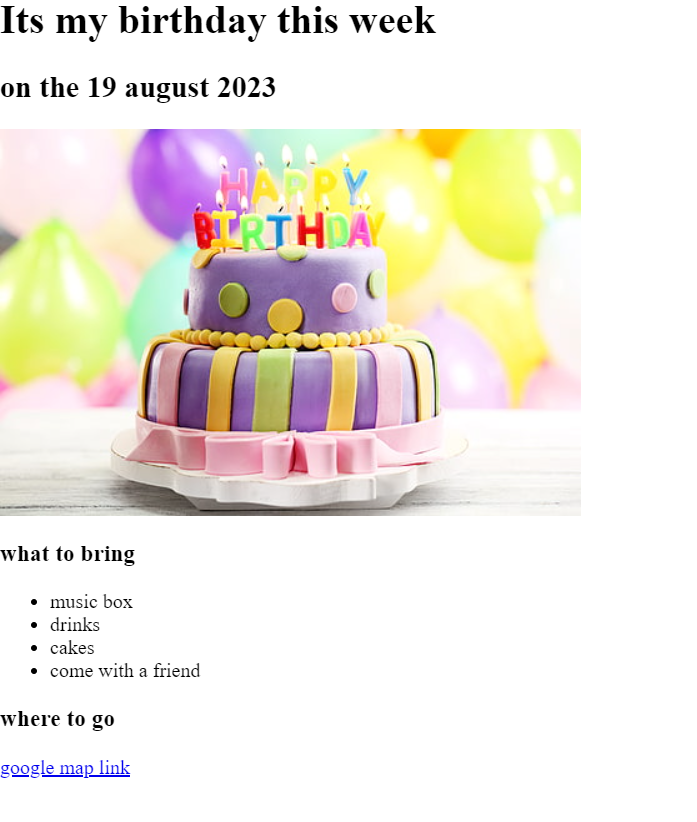 Its my birthday this week
on the 19 august 2023
HAPPY
BIRTHDAY
what to bring
music box
drinks
cakes
come with a friend
where to go
google map link